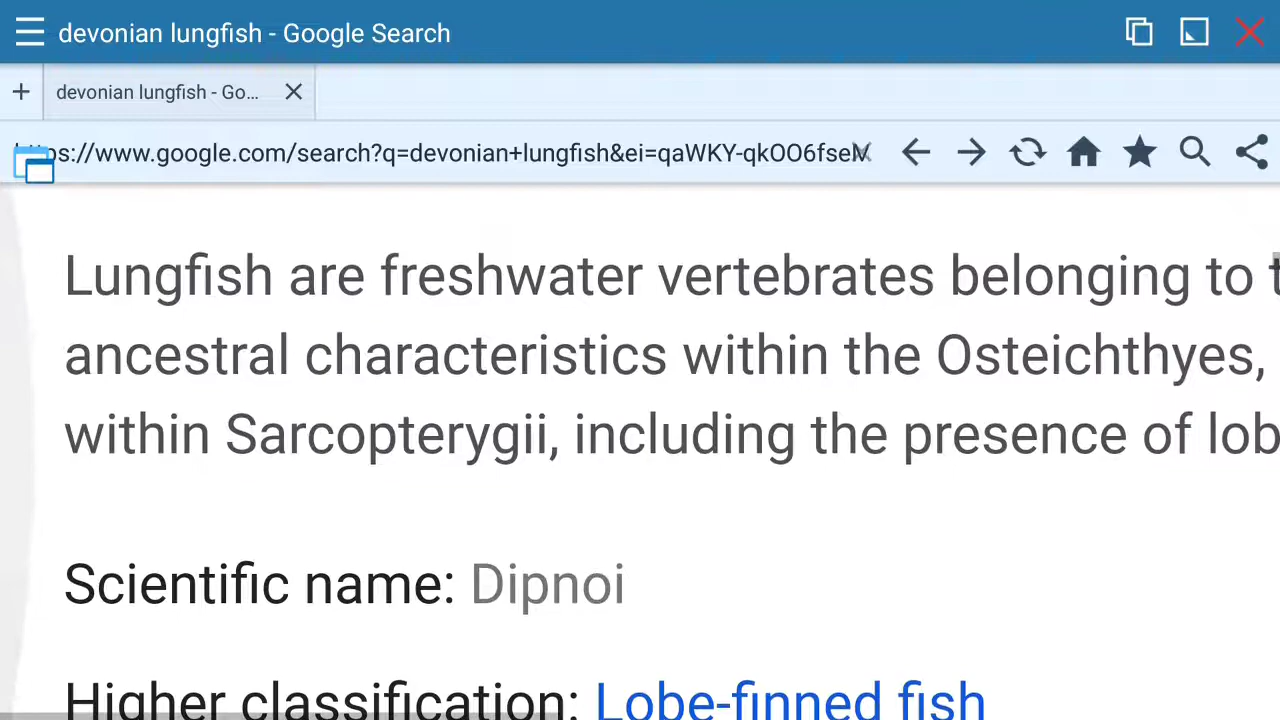 devonian lungfish - Google Search
devonian lungfish - Go...
https://www.google.com/search?q=devonian+lungfish&ei=qaWKY-qkOO6fseM
Lungfish are freshwater vertebrates belonging to
ancestral characteristics within the Osteichthyes,
within Sarcopterygii, including the presence of lob
Scientific name: Dipnoi
Higher classification: Lobe-finned fish